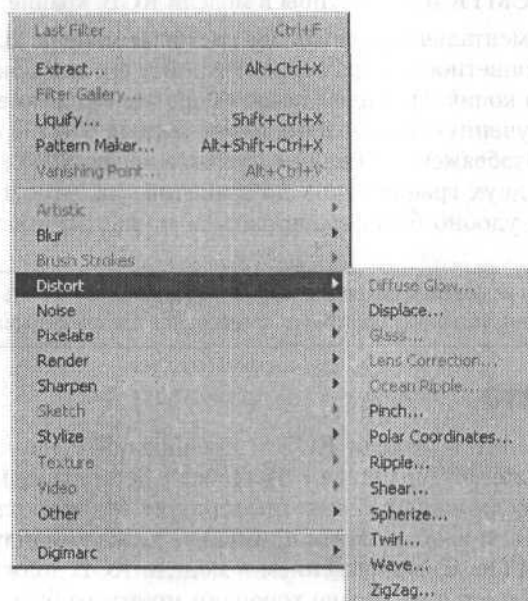 Last Filter Ctrl+F
Extract... Alt+Ctrl+X
Filter Gallery...
Liquify... Shift+Ctrl+X
Pattern Maker... Alt+Shift+Ctrl+X
Vanishing Point... Alt+Ctrl+V
Artistic
Blur
Brush Strokes
Distort
Noise
Pixelate
Render
Sharpen
Sketch
Stylize
Texture
Video
Other
Digimarc
Diffuse Glow...
Displace...
Glass...
Lens Correction...
Ocean Ripple...
Pinch...
Polar Coordinates...
Ripple...
Shear...
Spherize...
Twirl...
Wave...
ZigZag...